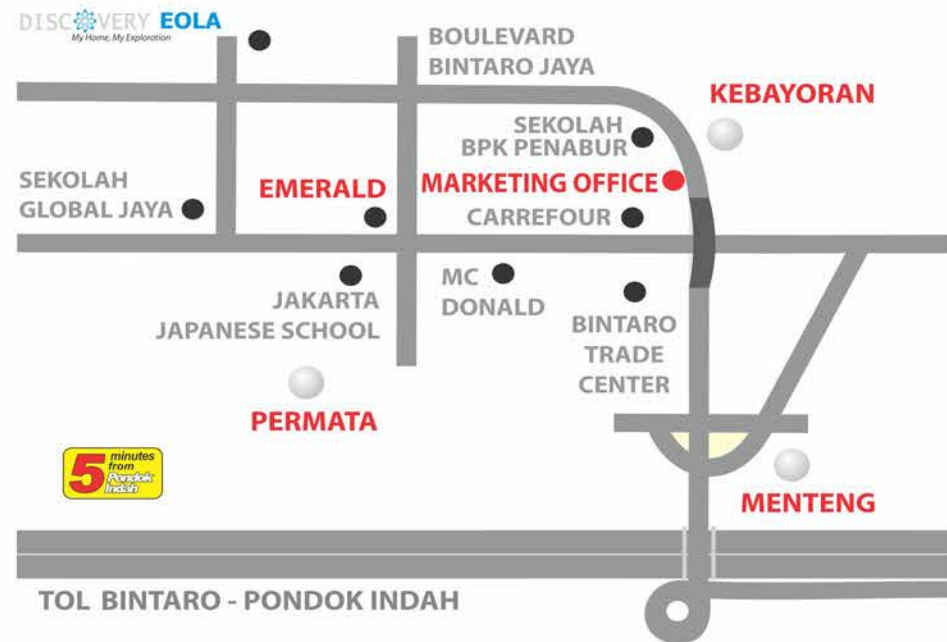 DISCOVERY EOLA
My Home, My Exploration
BOULEVARD
BINTARO JAYA
KEBAYORAN
SEKOLAH
BPK PENABUR
SEKOLAH
GLOBAL JAYA
EMERALD
MARKETING OFFICE
CARREFOUR
JAKARTA
JAPANESE SCHOOL
MC
DONALD
BINTARO
TRADE
CENTER
PERMATA
5 minutes
from
Pondok
Indah
MENTENG
TOL BINTARO - PONDOK INDAH